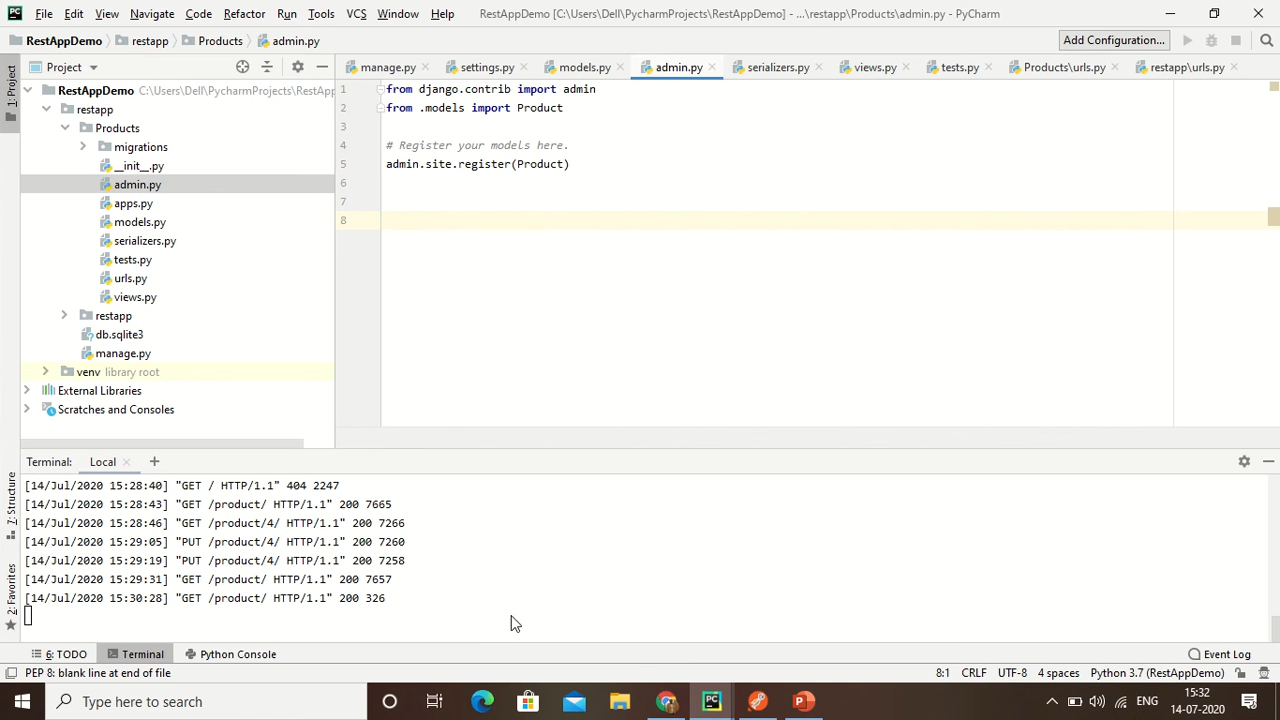 File Edit View Navigate Code Refactor Run Tools VCS Window Help RestAppDemo [C:\Users\Dell\PycharmProjects\RestAppDemo] - ...\restapp\Products\admin.py - PyCharm
RestAppDemo restapp Products admin.py Add Configuration...
1: Project
Project manage.py settings.py models.py admin.py serializers.py views.py tests.py Products\urls.py restapp\urls.py
RestAppDemo C:\Users\Dell\PycharmProjects\RestApp
restapp
Products
migrations
__init__.py
admin.py
apps.py
models.py
serializers.py
tests.py
urls.py
views.py
restapp
db.sqlite3
manage.py
venv library root
External Libraries
Scratches and Consoles
1 from django.contrib import admin
2 from .models import Product
3
4 # Register your models here.
5 admin.site.register(Product)
6
7
8
Terminal: Local +
[14/Jul/2020 15:28:40] "GET / HTTP/1.1" 404 2247
[14/Jul/2020 15:28:43] "GET /product/ HTTP/1.1" 200 7665
[14/Jul/2020 15:28:46] "GET /product/4/ HTTP/1.1" 200 7266
[14/Jul/2020 15:29:05] "PUT /product/4/ HTTP/1.1" 200 7260
[14/Jul/2020 15:29:19] "PUT /product/4/ HTTP/1.1" 200 7258
[14/Jul/2020 15:29:31] "GET /product/ HTTP/1.1" 200 7657
[14/Jul/2020 15:30:28] "GET /product/ HTTP/1.1" 200 326
Z: Structure
2: Favorites
6: TODO Terminal Python Console Event Log
PEP 8: blank line at end of file 8:1 CRLF UTF-8 4 spaces Python 3.7 (RestAppDemo)
Type here to search ENG 15:32
14-07-2020